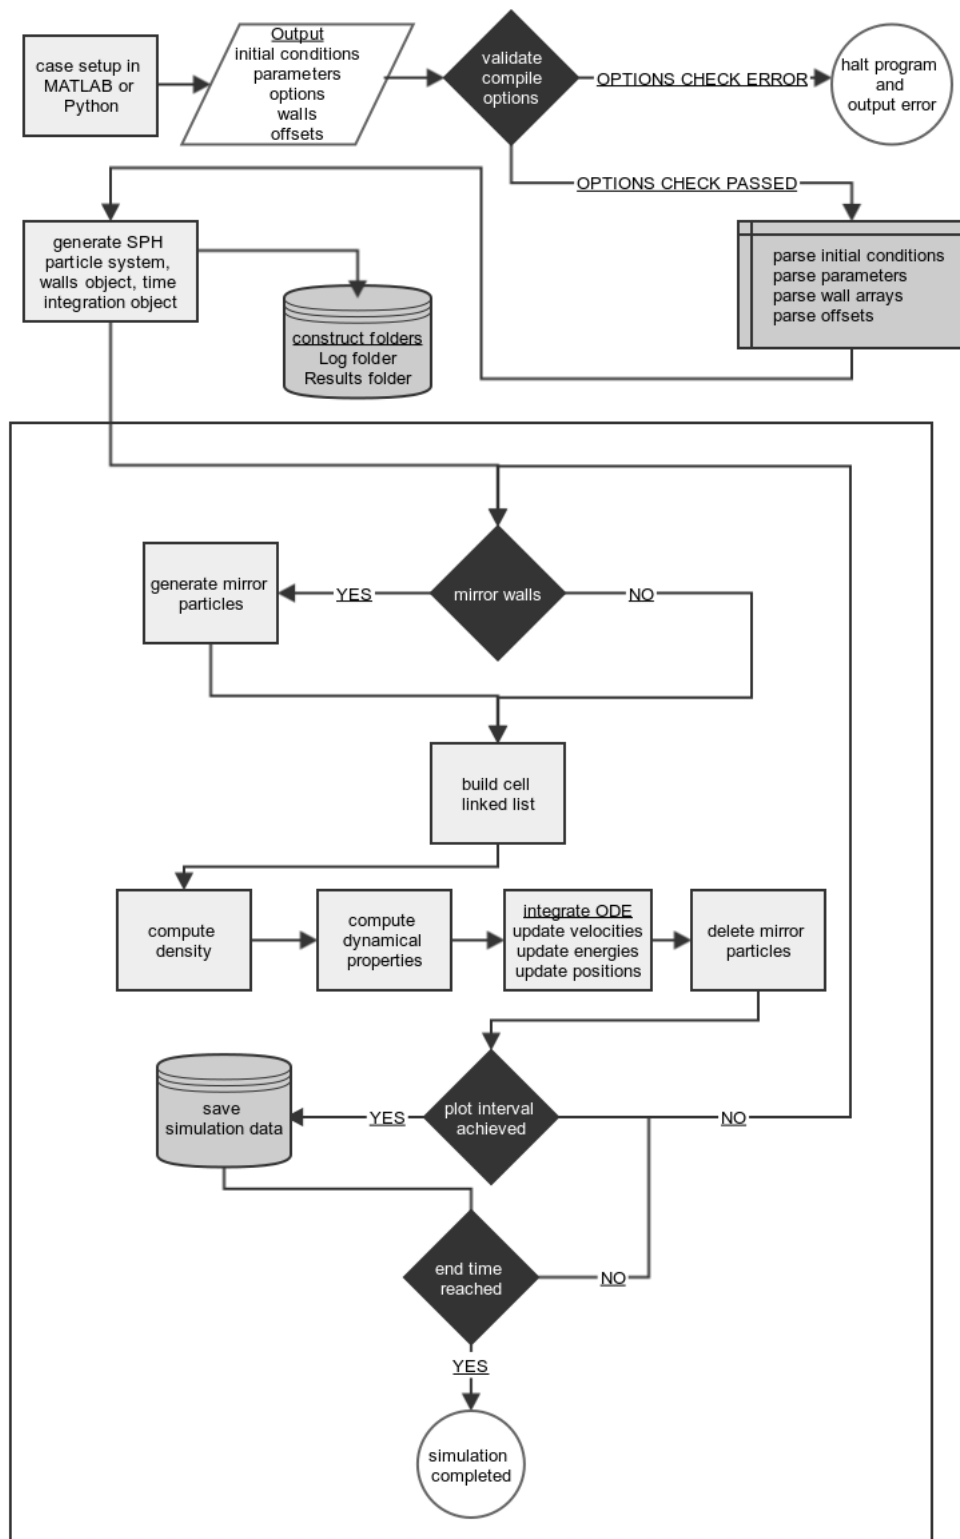 case setup in
MATLAB or
Python
Output
initial conditions
parameters
options
walls
offsets
validate
compile
options
OPTIONS CHECK ERROR
halt program
and
output error
OPTIONS CHECK PASSED
parse initial conditions
parse parameters
parse wall arrays
parse offsets
generate SPH
particle system,
walls object, time
integration object
construct folders
Log folder
Results folder
mirror walls
YES
NO
generate mirror
particles
build cell
linked list
compute
density
compute
dynamical
properties
integrate ODE
update velocities
update energies
update positions
delete mirror
particles
plot interval
achieved
YES
NO
save
simulation data
end time
reached
NO
YES
simulation
completed